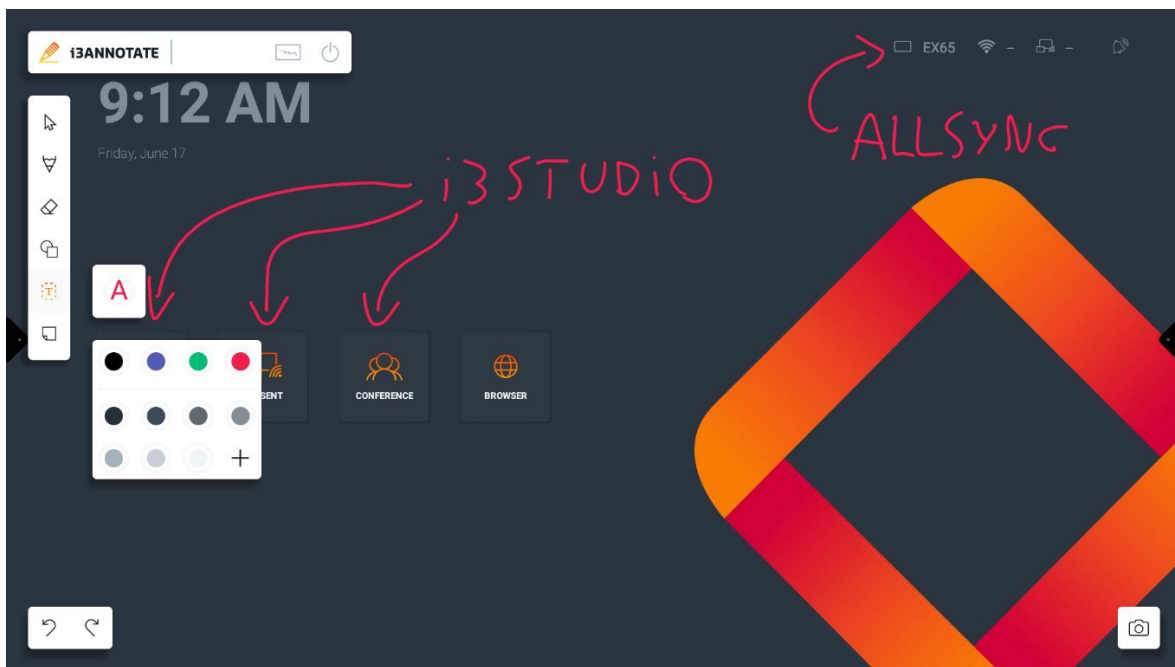 i3ANNOTATE
EX65 – –
9:12 AM
Friday, June 17
ALLSYNC
i3STUDiO
A
T
SENT
CONFERENCE
BROWSER